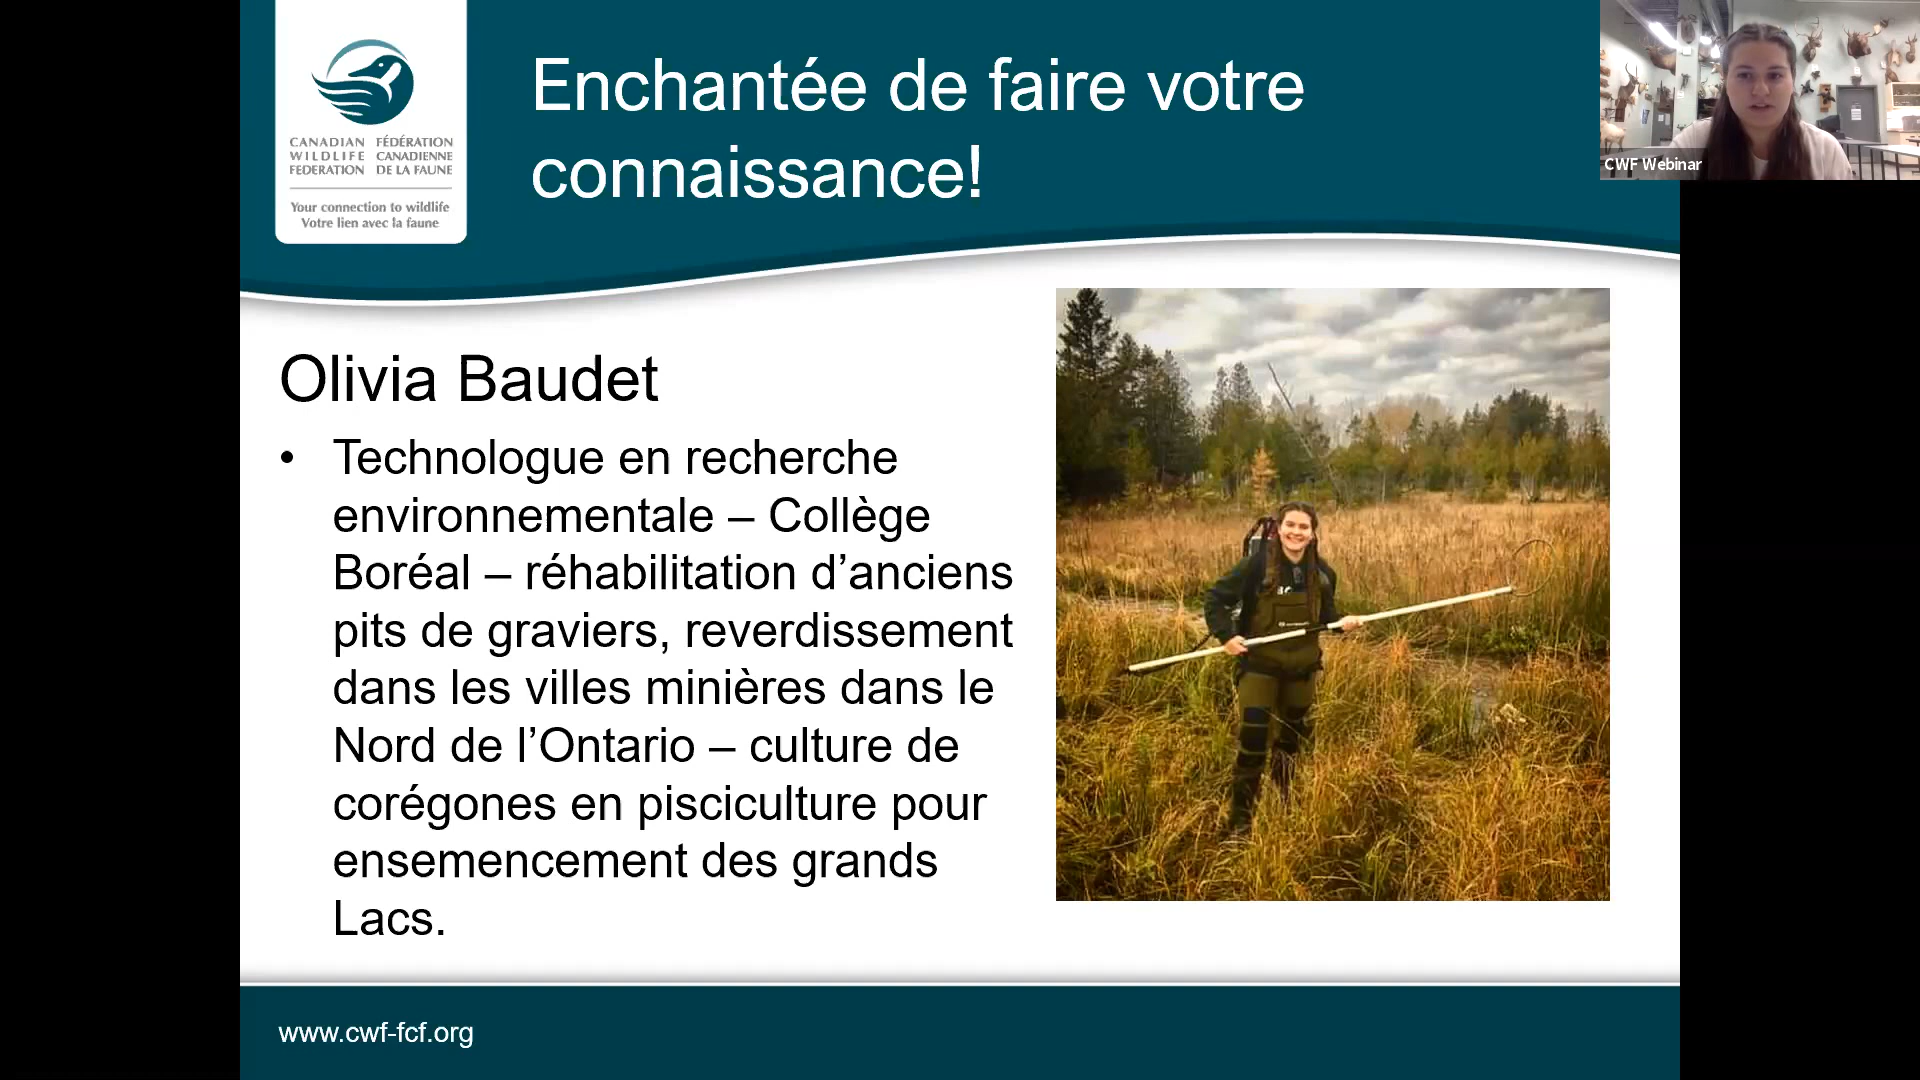 CANADIAN FÉDÉRATION
WILDLIFE CANADIENNE
FEDERATION DE LA FAUNE
Your connection to wildlife
Votre lien avec la faune
Enchantée de faire votre
connaissance!
CWF Webinar
Olivia Baudet
• Technologue en recherche
environnementale – Collège
Boréal – réhabilitation d’anciens
pits de graviers, reverdissement
dans les villes minières dans le
Nord de l’Ontario – culture de
corégones en pisciculture pour
ensemencement des grands
Lacs.
www.cwf-fcf.org